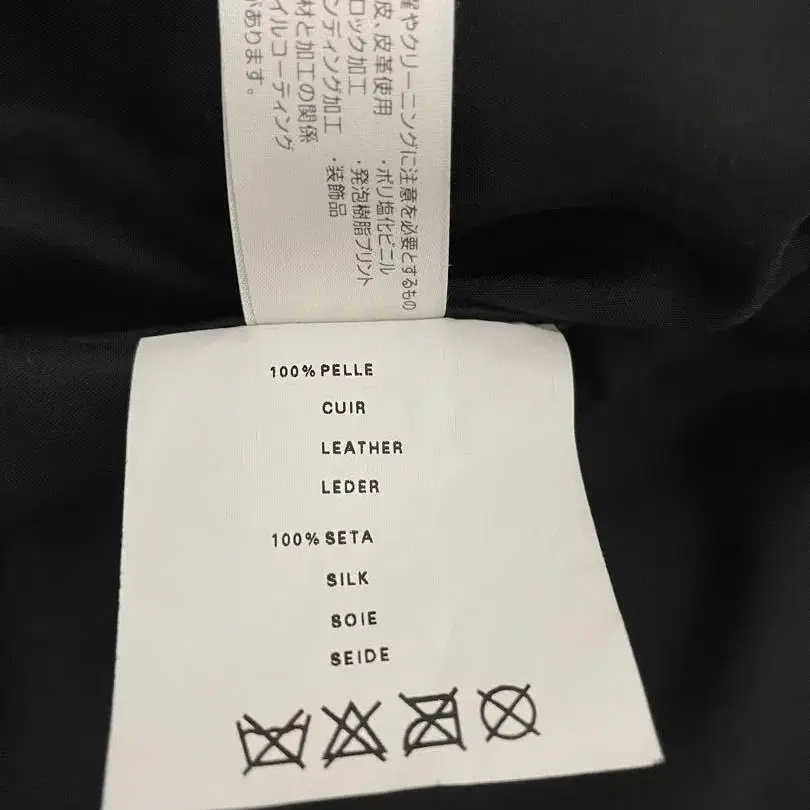 やクリーニングに注意を必要とするもの
皮、皮革使用 ・ポリ塩化ビニル
ロック加工 ・発泡樹脂プリント
ンディング加工 ・装飾品
材と加工の関係
イルコーティング
があります。
100% PELLE
CUIR
LEATHER
LEDER
100% SETA
SILK
SOIE
SEIDE